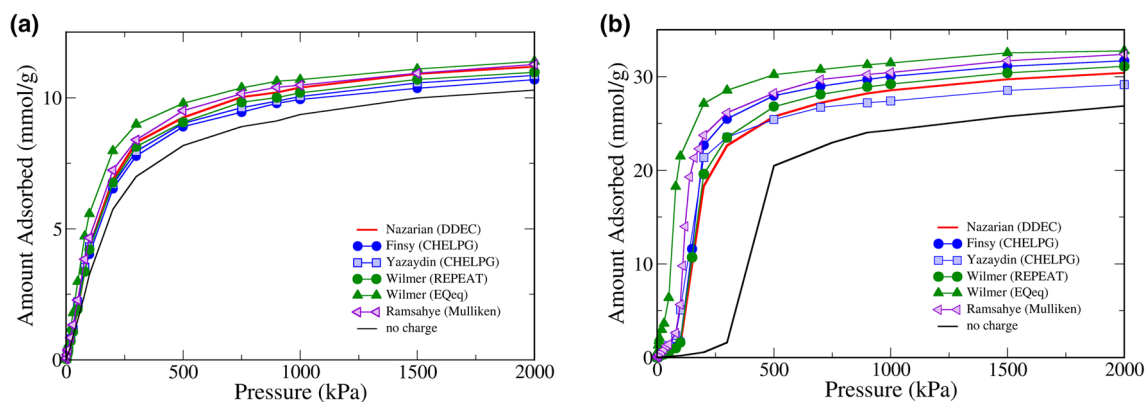 (a)
Amount Adsorbed (mmol/g)
10
5
0
0
500
1000
1500
2000
Pressure (kPa)
Nazarian (DDEC)
Finsy (CHELPG)
Yazaydin (CHELPG)
Wilmer (REPEAT)
Wilmer (EQeq)
Ramsahye (Mulliken)
no charge
(b)
Amount Adsorbed (mmol/g)
30
20
10
0
0
500
1000
1500
2000
Pressure (kPa)
Nazarian (DDEC)
Finsy (CHELPG)
Yazaydin (CHELPG)
Wilmer (REPEAT)
Wilmer (EQeq)
Ramsahye (Mulliken)
no charge